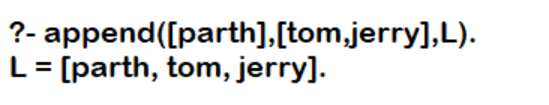 ?- append([parth],[tom,jerry],L).
L = [parth, tom, jerry].